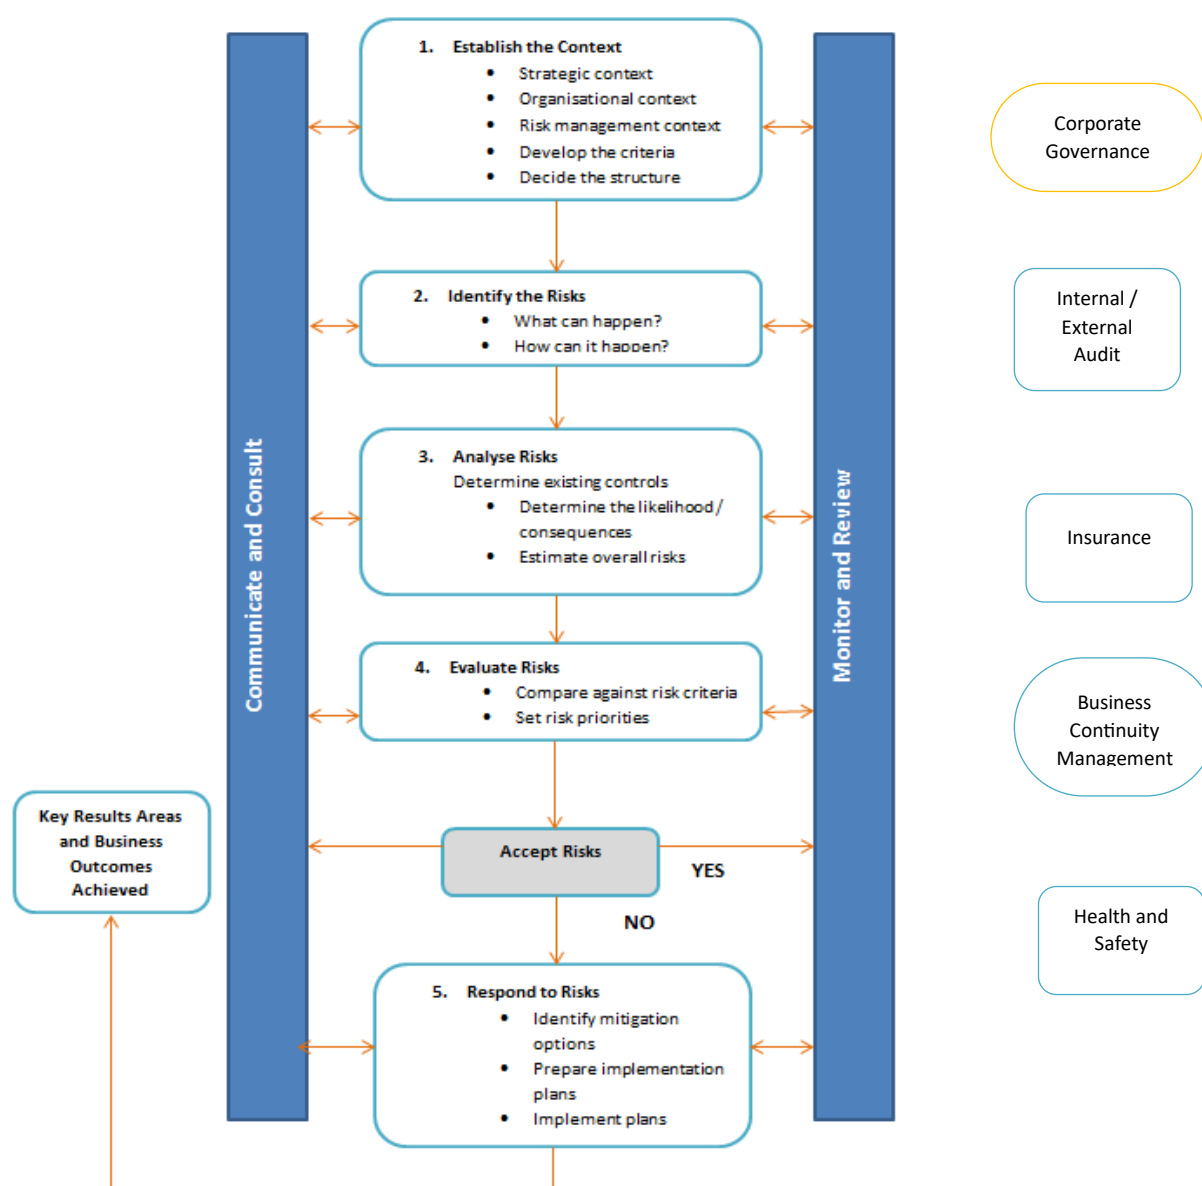 1. Establish the Context
• Strategic context
• Organisational context
• Risk management context
• Develop the criteria
• Decide the structure
Corporate
Governance
2. Identify the Risks
• What can happen?
• How can it happen?
Internal /
External
Audit
Communicate and Consult
Monitor and Review
3. Analyse Risks
Determine existing controls
• Determine the likelihood /
consequences
• Estimate overall risks
Insurance
4. Evaluate Risks
• Compare against risk criteria
• Set risk priorities
Business
Continuity
Management
Key Results Areas
and Business
Outcomes
Achieved
Accept Risks
YES
NO
Health and
Safety
5. Respond to Risks
• Identify mitigation
options
• Prepare implementation
plans
• Implement plans